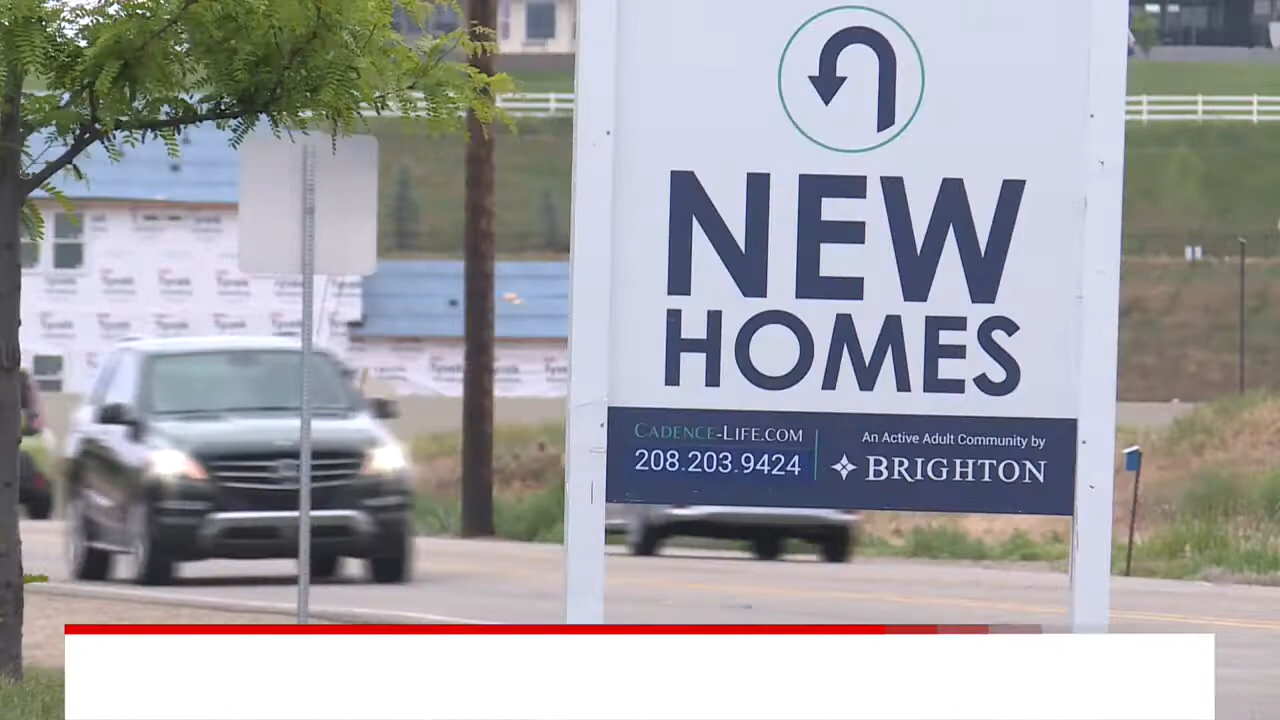 NEW
HOMES
CADENCE-LIFE.COM
208.203.9424
An Active Adult Community by
BRIGHTON